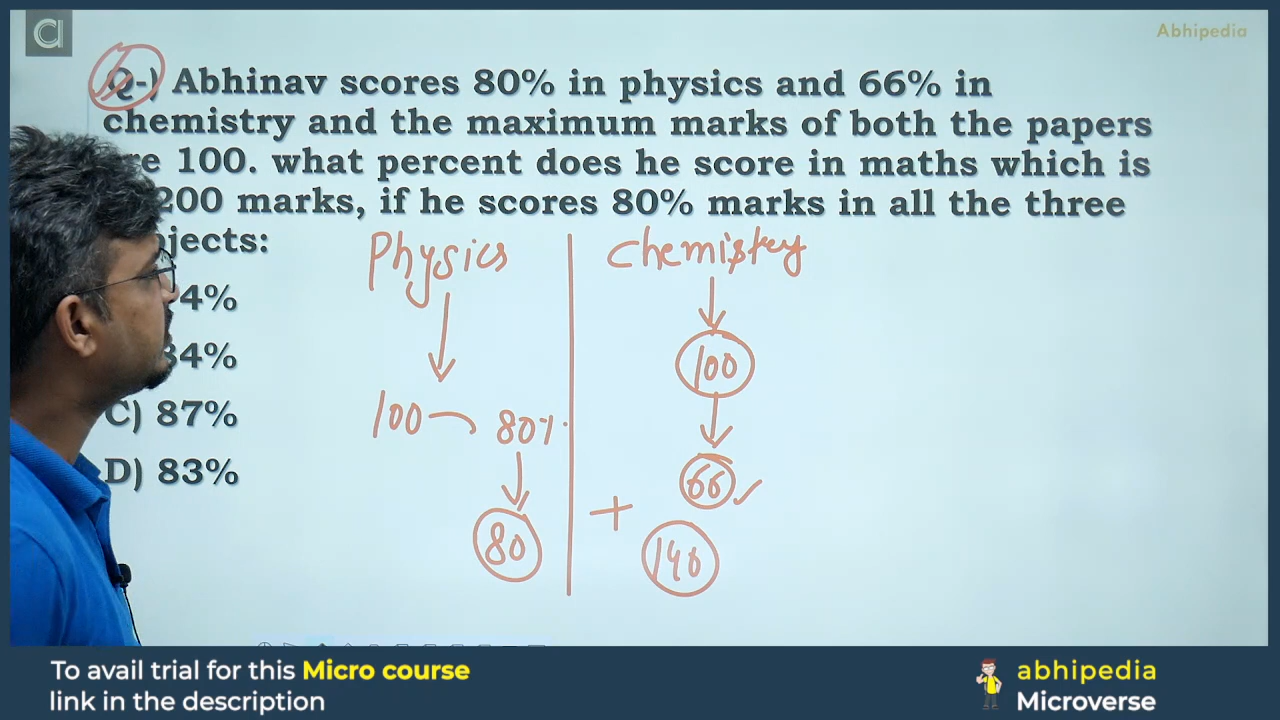 Abhipedia
Q-) Abhinav scores 80% in physics and 66% in
chemistry and the maximum marks of both the papers
re 100. what percent does he score in maths which is
200 marks, if he scores 80% marks in all the three
jects:
4%
84%
C) 87%
D) 83%
Physics
chemistry
100
100
80%
66
80
+
146
To avail trial for this Micro course
link in the description
abhipedia
Microverse